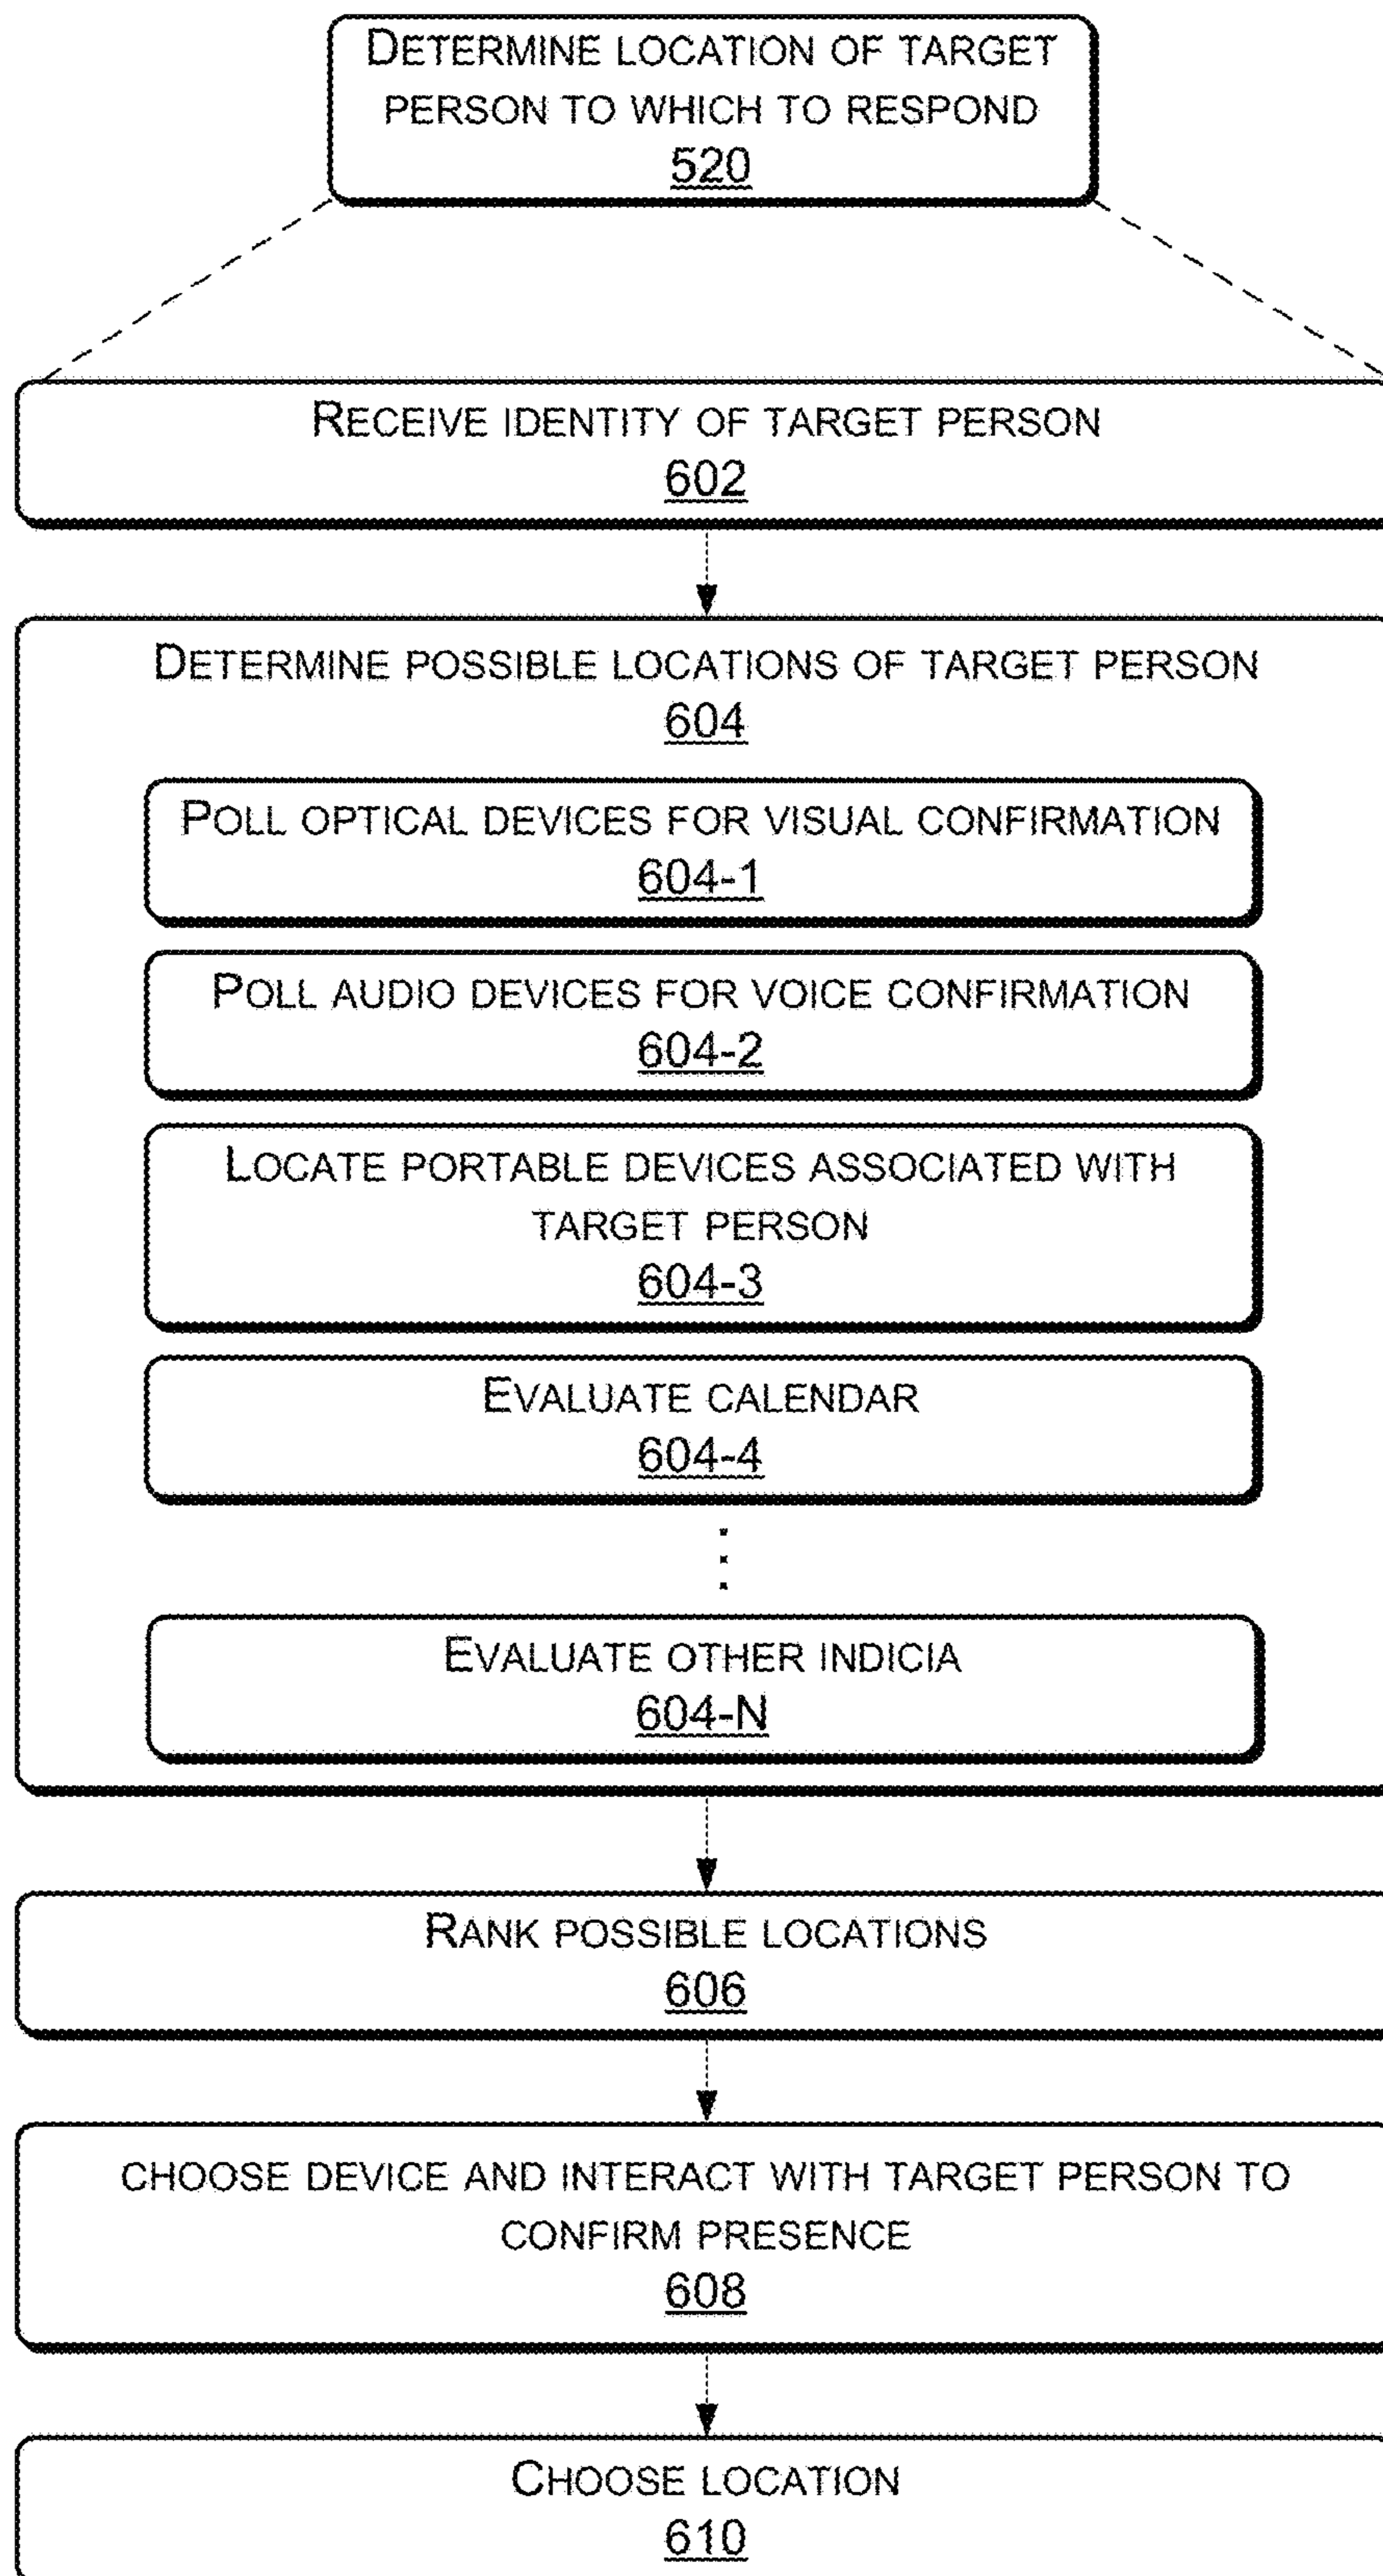 DETERMINE LOCATION OF TARGET
PERSON TO WHICH TO RESPOND
520
RECEIVE IDENTITY OF TARGET PERSON
602
DETERMINE POSSIBLE LOCATIONS OF TARGET PERSON
604
POLL OPTICAL DEVICES FOR VISUAL CONFIRMATION
604-1
POLL AUDIO DEVICES FOR VOICE CONFIRMATION
604-2
LOCATE PORTABLE DEVICES ASSOCIATED WITH
TARGET PERSON
604-3
EVALUATE CALENDAR
604-4
EVALUATE OTHER INDICIA
604-N
RANK POSSIBLE LOCATIONS
606
CHOOSE DEVICE AND INTERACT WITH TARGET PERSON TO
CONFIRM PRESENCE
608
CHOOSE LOCATION
610